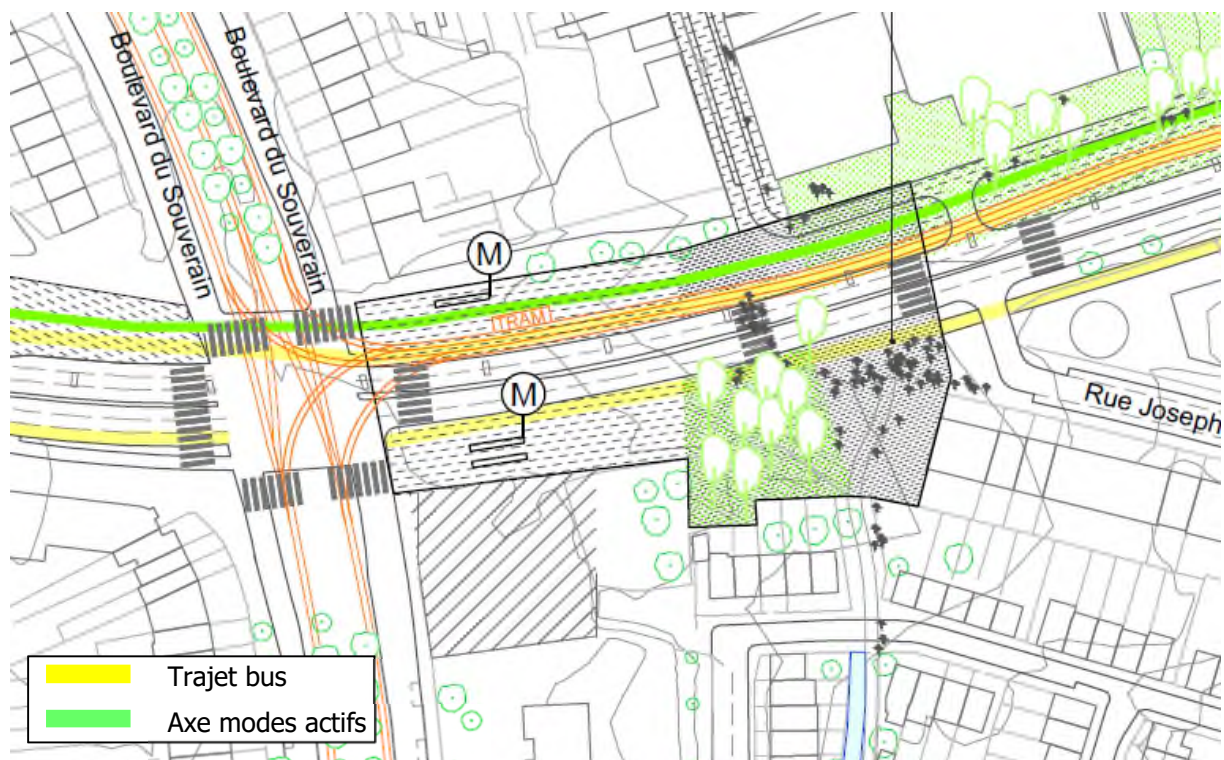 Boulevard du Souverain
Boulevard du Souverain
M
TRAM
M
Rue Joseph
Trajet bus
Axe modes actifs